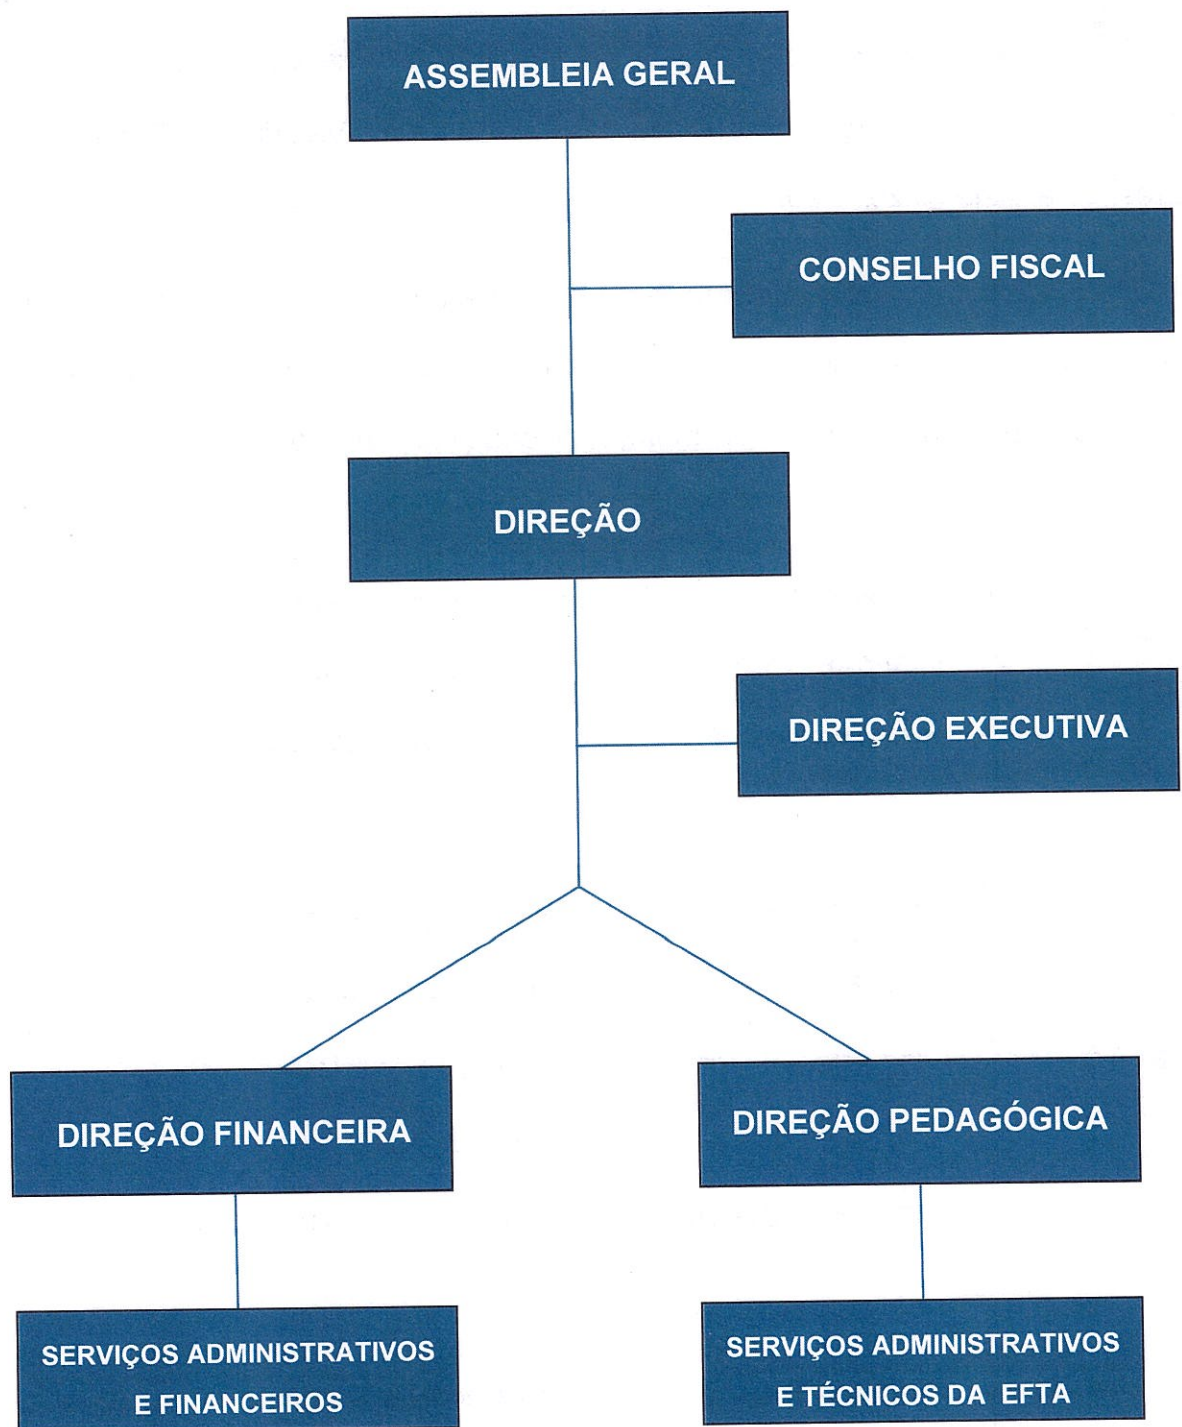 ASSEMBLEIA GERAL
CONSELHO FISCAL
DIREÇÃO
DIREÇÃO EXECUTIVA
DIREÇÃO FINANCEIRA
DIREÇÃO PEDAGÓGICA
SERVIÇOS ADMINISTRATIVOS
E FINANCEIROS
SERVIÇOS ADMINISTRATIVOS
E TÉCNICOS DA EFTA